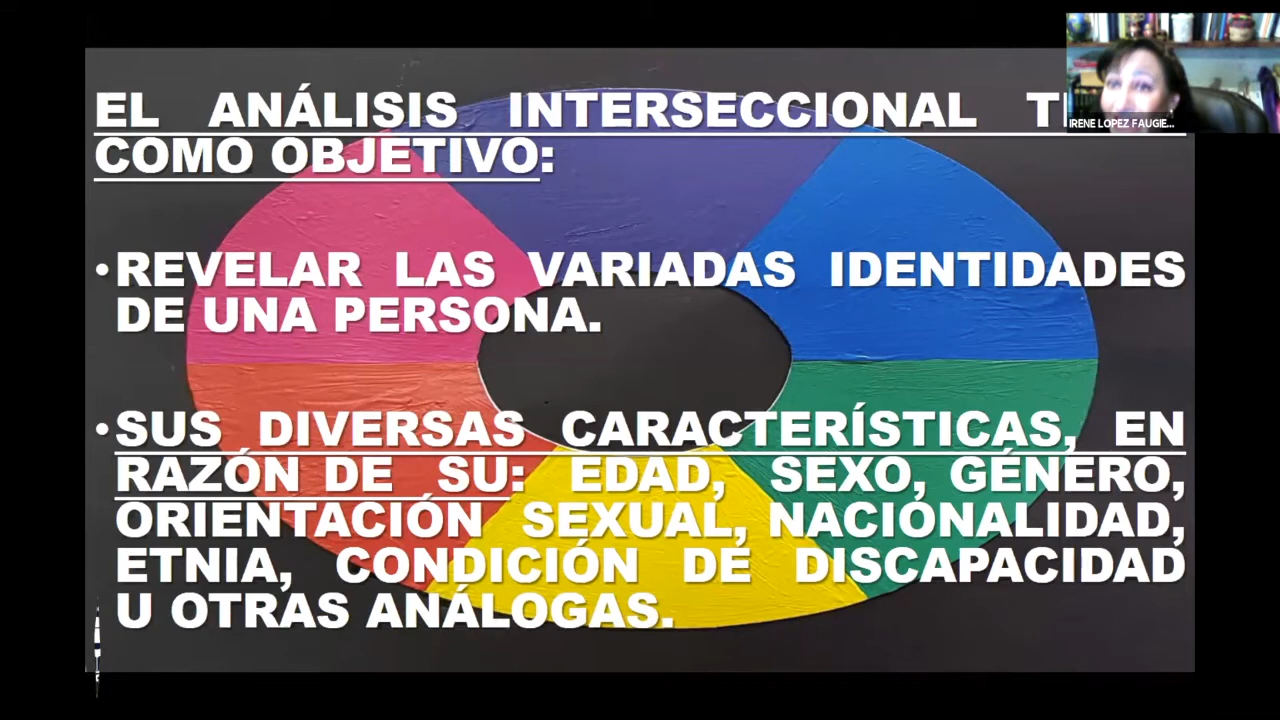 EL ANÁLISIS INTERSECCIONAL
COMO OBJETIVO:
• REVELAR LAS VARIADAS IDENTIDADES
DE UNA PERSONA.
• SUS DIVERSAS CARACTERÍSTICAS, EN
RAZÓN DE SU: EDAD, SEXO, GÉNERO,
ORIENTACIÓN SEXUAL, NACIONALIDAD,
ETNIA, CONDICIÓN DE DISCAPACIDAD
U OTRAS ANÁLOGAS.
IRENE LOPEZ FAUGIE...